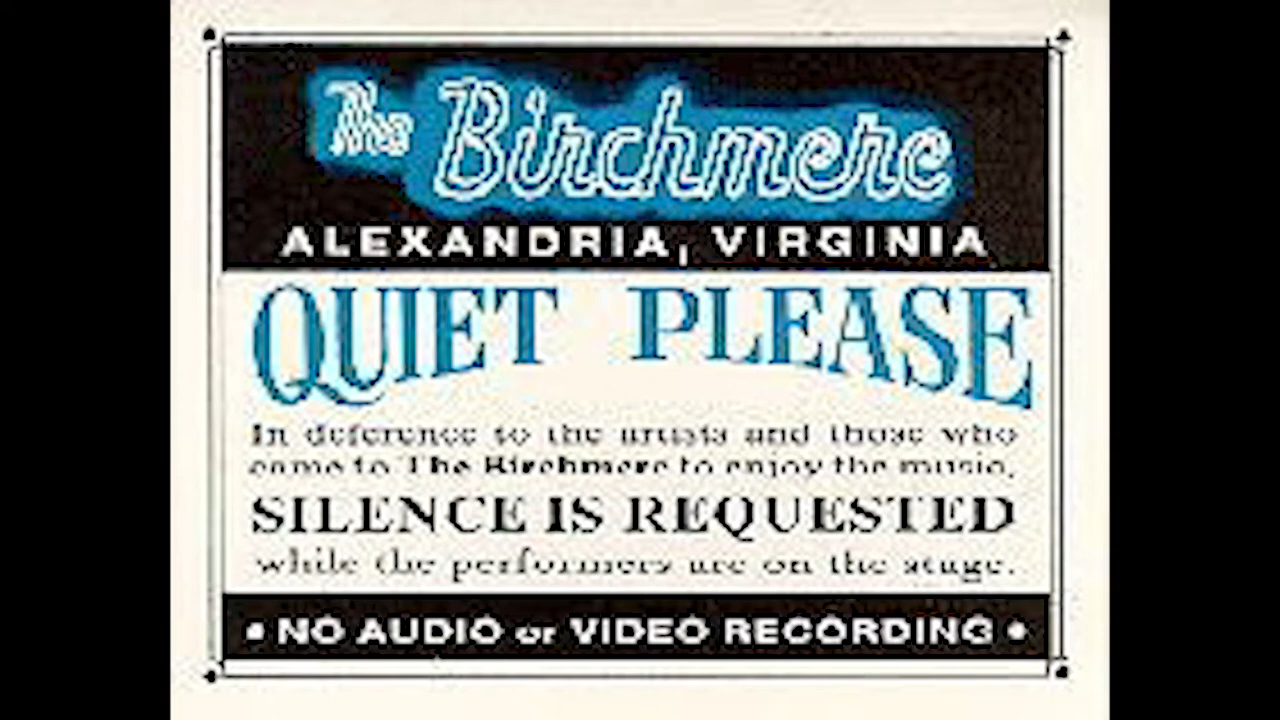 The Birchmere
ALEXANDRIA, VIRGINIA
QUIET PLEASE
In deference to the artists and those who
come to The Birchmere to enjoy the music,
SILENCE IS REQUESTED
while the performers are on the stage.
• NO AUDIO or VIDEO RECORDING •